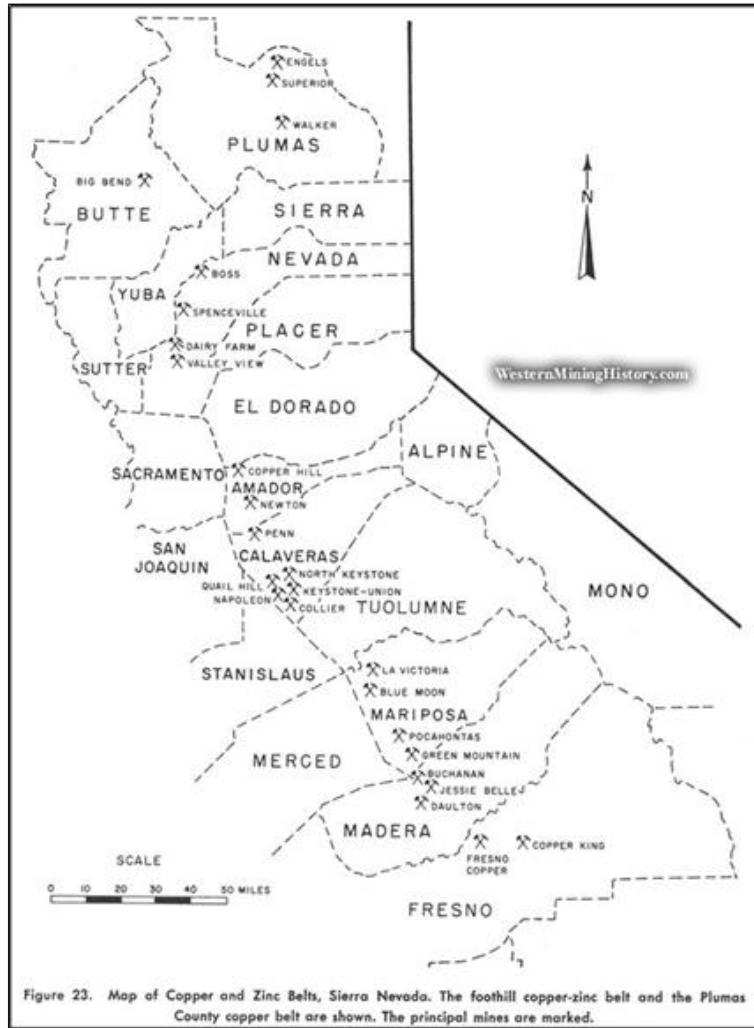 ENGELS
SUPERIOR
WALKER
PLUMAS
BIG BEND
BUTTE
SIERRA
N
NEVADA
BOSS
YUBA
SPENCEVILLE
PLACER
DAIRY FARM
VALLEY VIEW
SUTTER
WesternMiningHistory.com
EL DORADO
ALPINE
SACRAMENTO
COPPER HILL
AMADOR
NEWTON
PENN
SAN
JOAQUIN
CALAVERAS
NORTH KEYSTONE
QUAIL HILL
KEYSTONE-UNION
NAPOLEON
COLLIER
MONO
TUOLUMNE
STANISLAUS
LA VICTORIA
BLUE MOON
MARIPOSA
POCAHONTAS
GREEN MOUNTAIN
MERCED
BUCHANAN
JESSIE BELLE
DAULTON
MADERA
FRESNO
COPPER
COPPER KING
SCALE
0 10 20 30 40 50 MILES
FRESNO
Figure 23. Map of Copper and Zinc Belts, Sierra Nevada. The foothill copper-zinc belt and the Plumas
County copper belt are shown. The principal mines are marked.